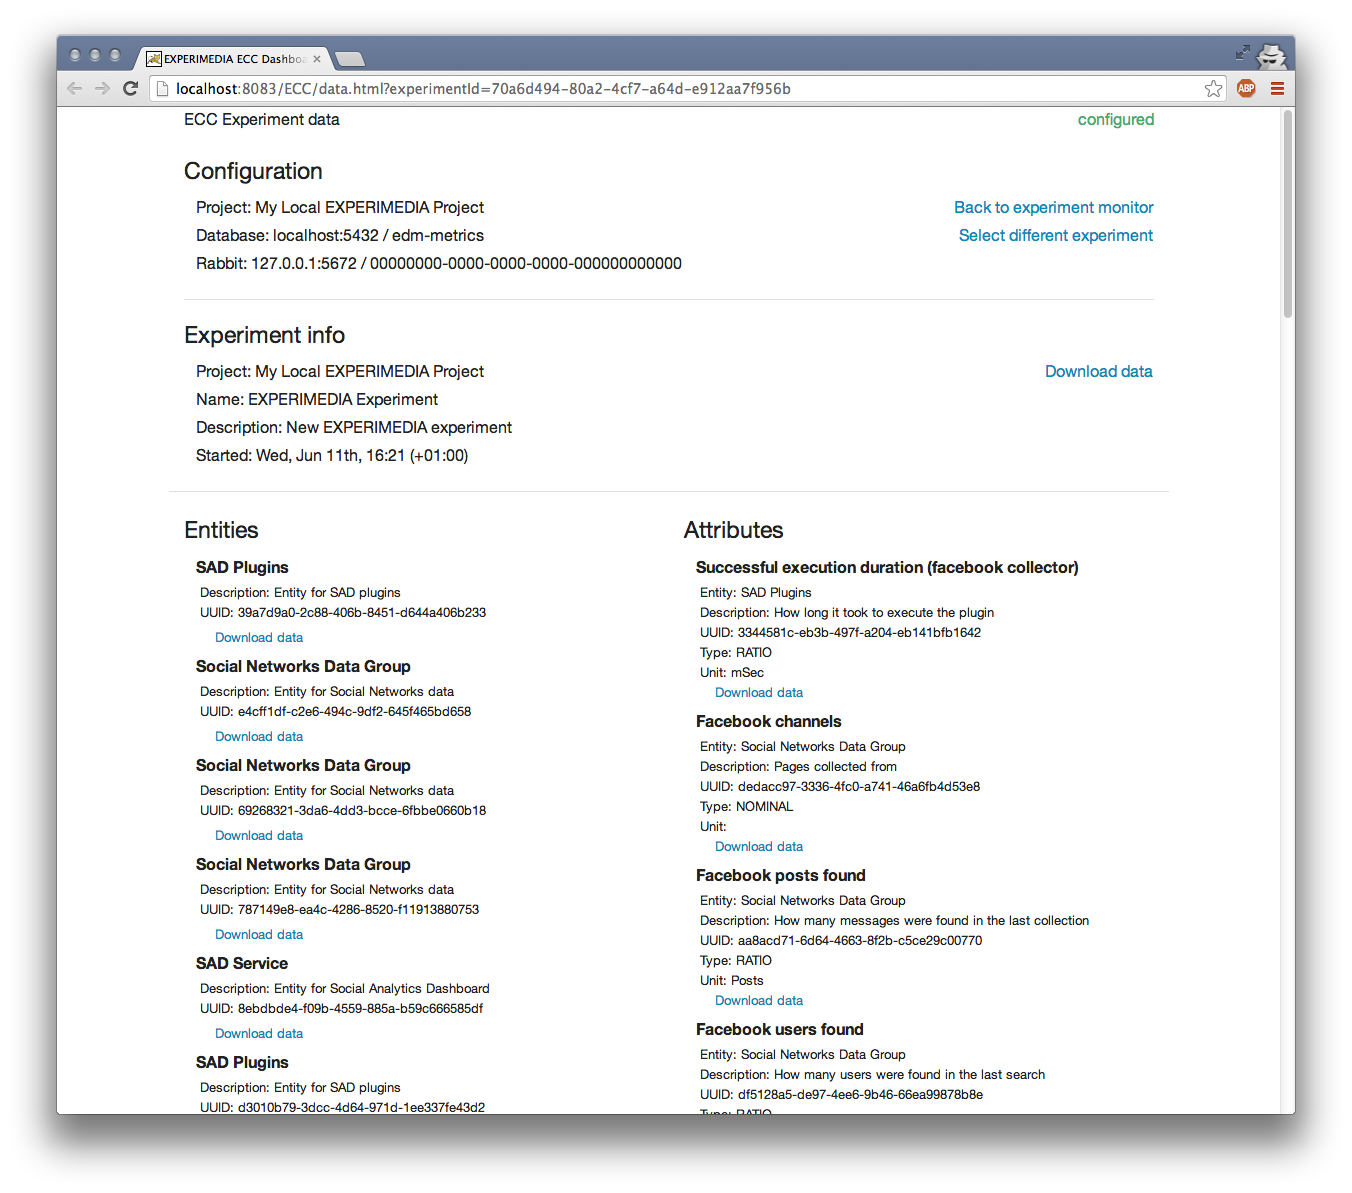 EXPERIMEDIA ECC Dashboa
localhost:8083/ECC/data.html?experimentId=70a6d494-80a2-4cf7-a64d-e912aa7f956b
ABP
ECC Experiment data
configured
Configuration
Project: My Local EXPERIMEDIA Project
Back to experiment monitor
Database: localhost:5432 / edm-metrics
Select different experiment
Rabbit: 127.0.0.1:5672 / 00000000-0000-0000-0000-000000000000
Experiment info
Project: My Local EXPERIMEDIA Project
Download data
Name: EXPERIMEDIA Experiment
Description: New EXPERIMEDIA experiment
Started: Wed, Jun 11th, 16:21 (+01:00)
Entities
SAD Plugins
Description: Entity for SAD plugins
UUID: 39a7d9a0-2c88-406b-8451-d644a406b233
Download data
Social Networks Data Group
Description: Entity for Social Networks data
UUID: e4cff1df-c2e6-494c-9df2-645f465bd658
Download data
Social Networks Data Group
Description: Entity for Social Networks data
UUID: 69268321-3da6-4dd3-bcce-6fbbe0660b18
Download data
Social Networks Data Group
Description: Entity for Social Networks data
UUID: 787149e8-ea4c-4286-8520-f11913880753
Download data
SAD Service
Description: Entity for Social Analytics Dashboard
UUID: 8ebdbde4-f09b-4559-885a-b59c666585df
Download data
SAD Plugins
Description: Entity for SAD plugins
UUID: d3010b79-3dcc-4d64-971d-1ee337fe43d2
Attributes
Successful execution duration (facebook collector)
Entity: SAD Plugins
Description: How long it took to execute the plugin
UUID: 3344581c-eb3b-497f-a204-eb141bfb1642
Type: RATIO
Unit: mSec
Download data
Facebook channels
Entity: Social Networks Data Group
Description: Pages collected from
UUID: dedacc97-3336-4fc0-a741-46a6fb4d53e8
Type: NOMINAL
Unit:
Download data
Facebook posts found
Entity: Social Networks Data Group
Description: How many messages were found in the last collection
UUID: aa8acd71-6d64-4663-8f2b-c5ce29c00770
Type: RATIO
Unit: Posts
Download data
Facebook users found
Entity: Social Networks Data Group
Description: How many users were found in the last search
UUID: df5128a5-de97-4ee6-9b46-66ea99878b8e
Type: RATIO